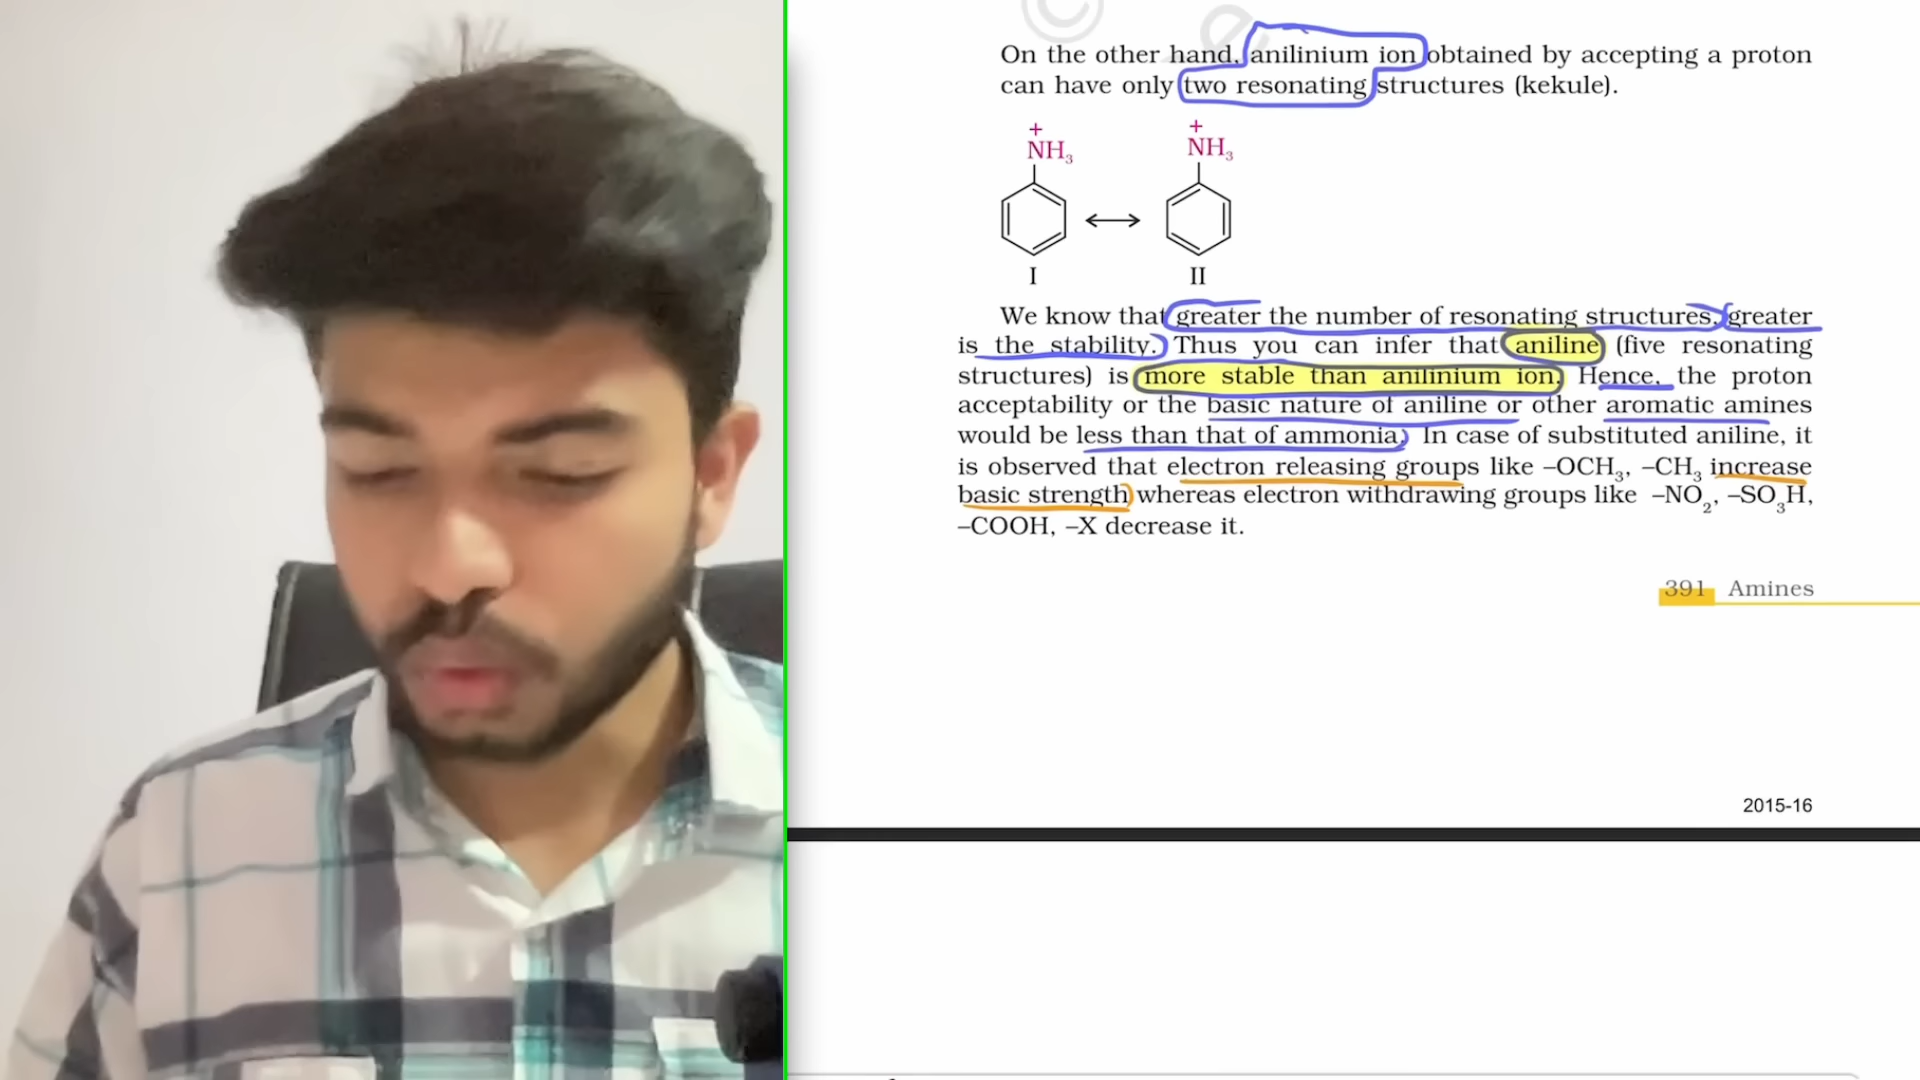 © e
On the other hand, anilinium ion obtained by accepting a proton
can have only two resonating structures (kekule).
+ +
NH₃ NH₃
I II
We know that greater the number of resonating structures, greater
is the stability. Thus you can infer that aniline (five resonating
structures) is more stable than anilinium ion. Hence, the proton
acceptability or the basic nature of aniline or other aromatic amines
would be less than that of ammonia. In case of substituted aniline, it
is observed that electron releasing groups like –OCH₃, –CH₃ increase
basic strength whereas electron withdrawing groups like –NO₂, –SO₃H,
–COOH, –X decrease it.
391 Amines
2015-16